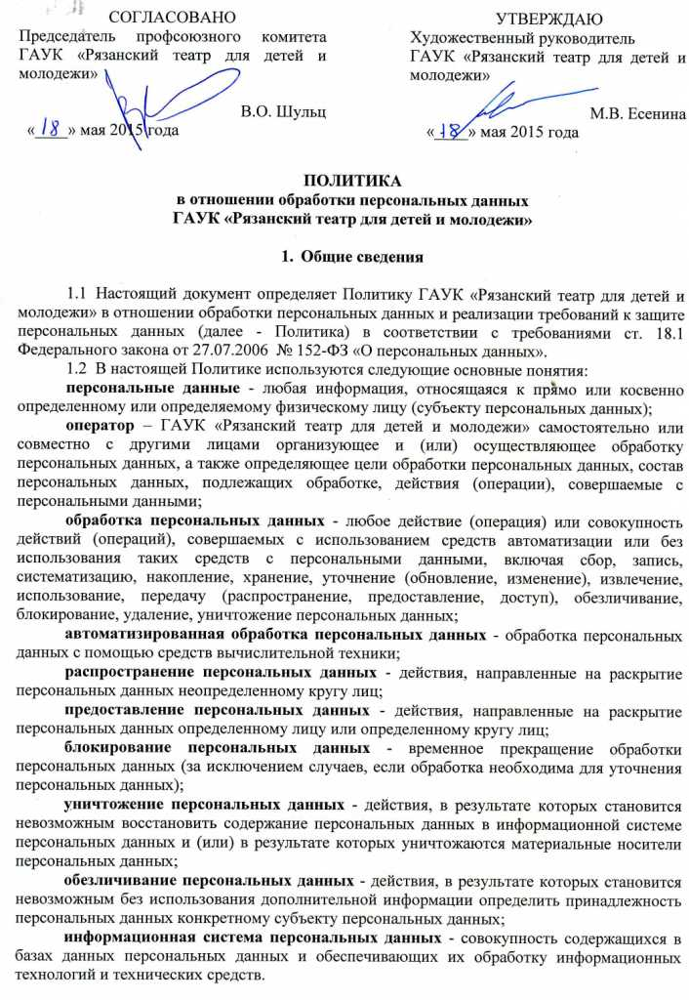 СОГЛАСОВАНО
Председатель профсоюзного комитета
ГАУК «Рязанский театр для детей и
молодежи»
В.О. Шульц
«18» мая 2015 года
УТВЕРЖДАЮ
Художественный руководитель
ГАУК «Рязанский театр для детей и
молодежи»
М.В. Есенина
«18» мая 2015 года
ПОЛИТИКА
в отношении обработки персональных данных
ГАУК «Рязанский театр для детей и молодежи»
1. Общие сведения
1.1 Настоящий документ определяет Политику ГАУК «Рязанский театр для детей и
молодежи» в отношении обработки персональных данных и реализации требований к защите
персональных данных (далее - Политика) в соответствии с требованиями ст. 18.1
Федерального закона от 27.07.2006 № 152-ФЗ «О персональных данных».
1.2 В настоящей Политике используются следующие основные понятия:
персональные данные - любая информация, относящаяся к прямо или косвенно
определенному или определяемому физическому лицу (субъекту персональных данных);
оператор – ГАУК «Рязанский театр для детей и молодежи» самостоятельно или
совместно с другими лицами организующее и (или) осуществляющее обработку
персональных данных, а также определяющее цели обработки персональных данных, состав
персональных данных, подлежащих обработке, действия (операции), совершаемые с
персональными данными;
обработка персональных данных - любое действие (операция) или совокупность
действий (операций), совершаемых с использованием средств автоматизации или без
использования таких средств с персональными данными, включая сбор, запись,
систематизацию, накопление, хранение, уточнение (обновление, изменение), извлечение,
использование, передачу (распространение, предоставление, доступ), обезличивание,
блокирование, удаление, уничтожение персональных данных;
автоматизированная обработка персональных данных - обработка персональных
данных с помощью средств вычислительной техники;
распространение персональных данных - действия, направленные на раскрытие
персональных данных неопределенному кругу лиц;
предоставление персональных данных - действия, направленные на раскрытие
персональных данных определенному лицу или определенному кругу лиц;
блокирование персональных данных - временное прекращение обработки
персональных данных (за исключением случаев, если обработка необходима для уточнения
персональных данных);
уничтожение персональных данных - действия, в результате которых становится
невозможным восстановить содержание персональных данных в информационной системе
персональных данных и (или) в результате которых уничтожаются материальные носители
персональных данных;
обезличивание персональных данных - действия, в результате которых становится
невозможным без использования дополнительной информации определить принадлежность
персональных данных конкретному субъекту персональных данных;
информационная система персональных данных - совокупность содержащихся в
базах данных персональных данных и обеспечивающих их обработку информационных
технологий и технических средств.